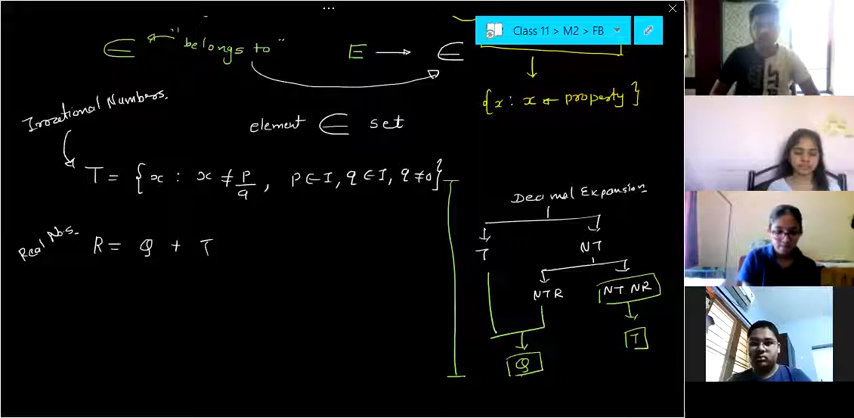 ...
Class 11 > M2 > FB
∈ ← "belongs to"
E → ∈
{x : x ← property}
Irrational Numbers.
element ∈ set
T = {x : x ≠ p/q, p ∈ I, q ∈ I, q ≠ 0}
Decimal Expansion
T NT
Real Nos.
R = Q + T
NTR NT NR
T
Q